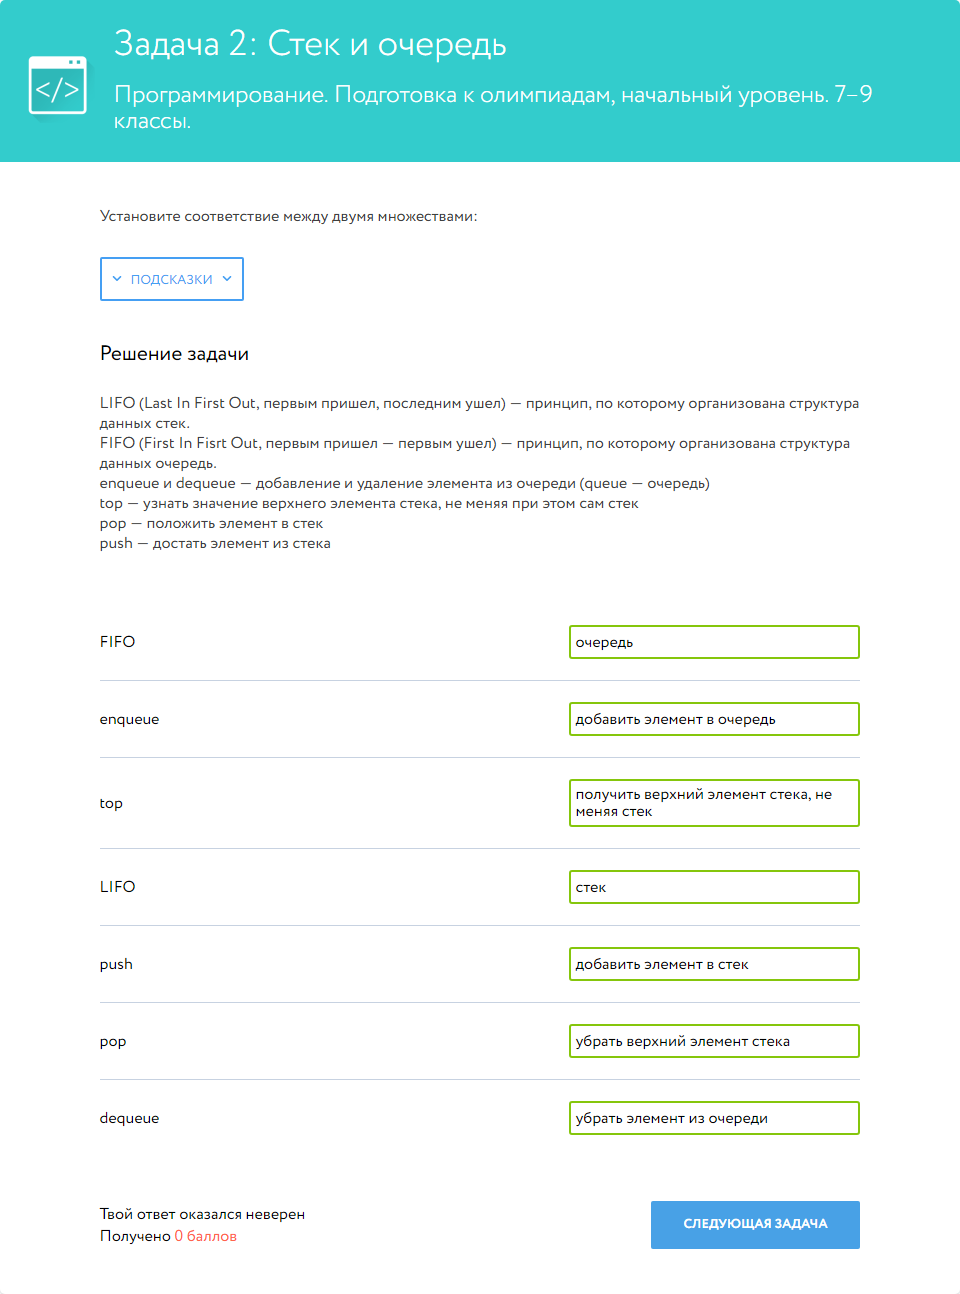 Задача 2: Стек и очередь
</>
Программирование. Подготовка к олимпиадам, начальный уровень. 7–9
классы.
Установите соответствие между двумя множествами:
ПОДСКАЗКИ
Решение задачи
LIFO (Last In First Out, первым пришел, последним ушел) — принцип, по которому организована структура
данных стек.
FIFO (First In Fisrt Out, первым пришел — первым ушел) — принцип, по которому организована структура
данных очередь.
enqueue и dequeue — добавление и удаление элемента из очереди (queue — очередь)
top — узнать значение верхнего элемента стека, не меняя при этом сам стек
pop — положить элемент в стек
push — достать элемент из стека
FIFO
очередь
enqueue
добавить элемент в очередь
top
получить верхний элемент стека, не
меняя стек
LIFO
стек
push
добавить элемент в стек
pop
убрать верхний элемент стека
dequeue
убрать элемент из очереди
Твой ответ оказался неверен
Получено 0 баллов
СЛЕДУЮЩАЯ ЗАДАЧА